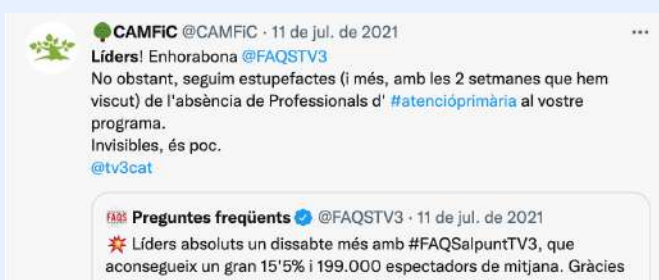 CAMFiC @CAMFiC · 11 de jul. de 2021 ...
Líders! Enhorabona @FAQSTV3
No obstant, seguim estupefactes (i més, amb les 2 setmanes que hem
viscut) de l'absència de Professionals d' #atencióprimària al vostre
programa.
Invisibles, és poc.
@tv3cat
FAQS Preguntes freqüents @FAQSTV3 · 11 de jul. de 2021
Líders absoluts un dissabte més amb #FAQSalpuntTV3, que
aconsegueix un gran 15'5% i 199.000 espectadors de mitjana. Gràcies